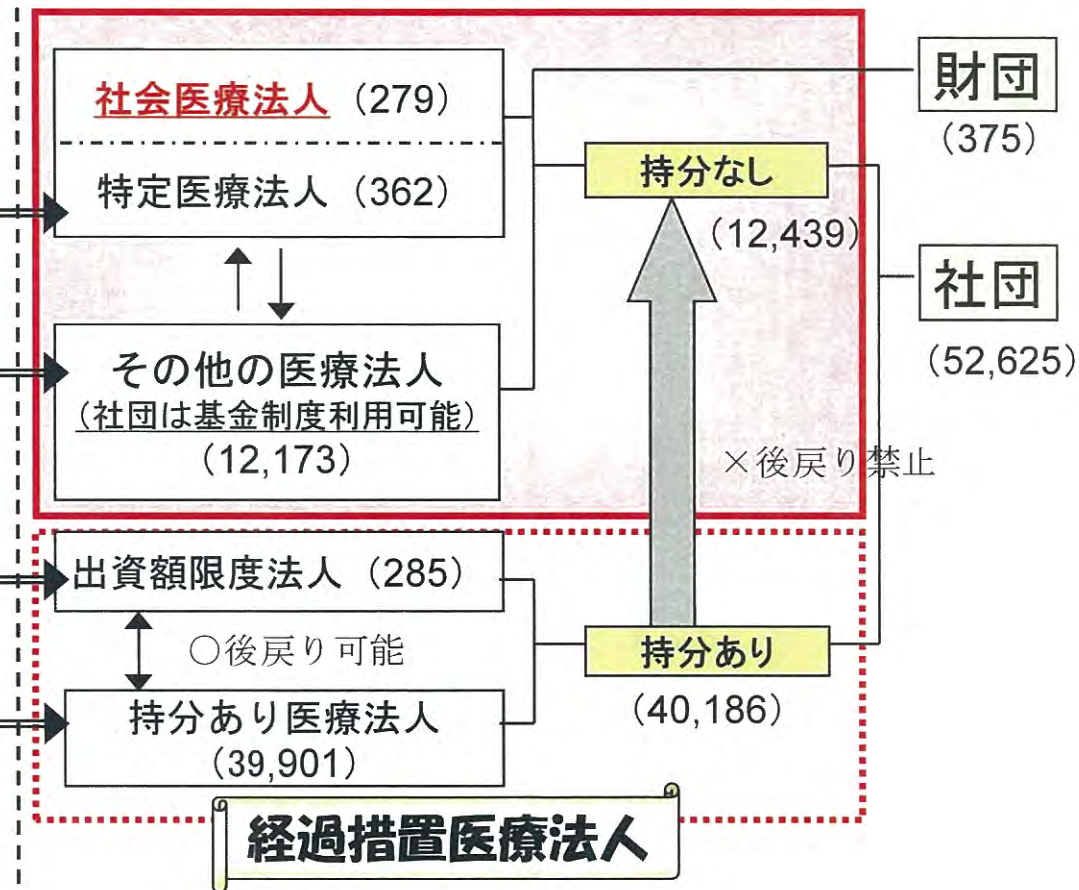 社会医療法人（279）
特定医療法人（362）
その他の医療法人
（社団は基金制度利用可能）
（12,173）
出資額限度法人（285）
○後戻り可能
持分あり医療法人
（39,901）
経過措置医療法人
持分なし
（12,439）
×後戻り禁止
持分あり
（40,186）
財団
（375）
社団
（52,625）